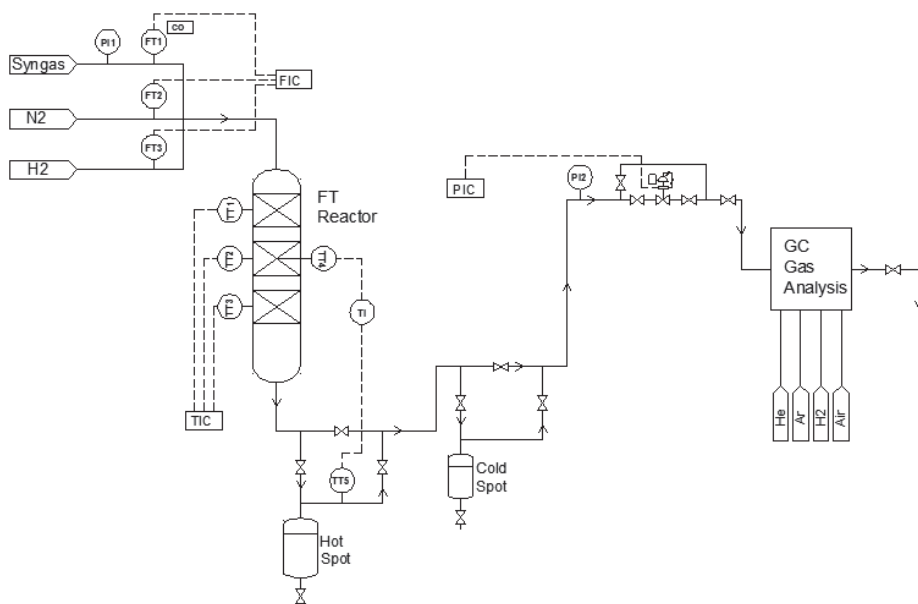 PI1
FT1
CO
Syngas
FIC
FT2
N2
FT3
H2
FT
Reactor
PIC
PI2
TT1
TT2
TT4
TT3
TI
GC
Gas
Analysis
He
Ar
H2
Air
TIC
TT5
Cold
Spot
Hot
Spot